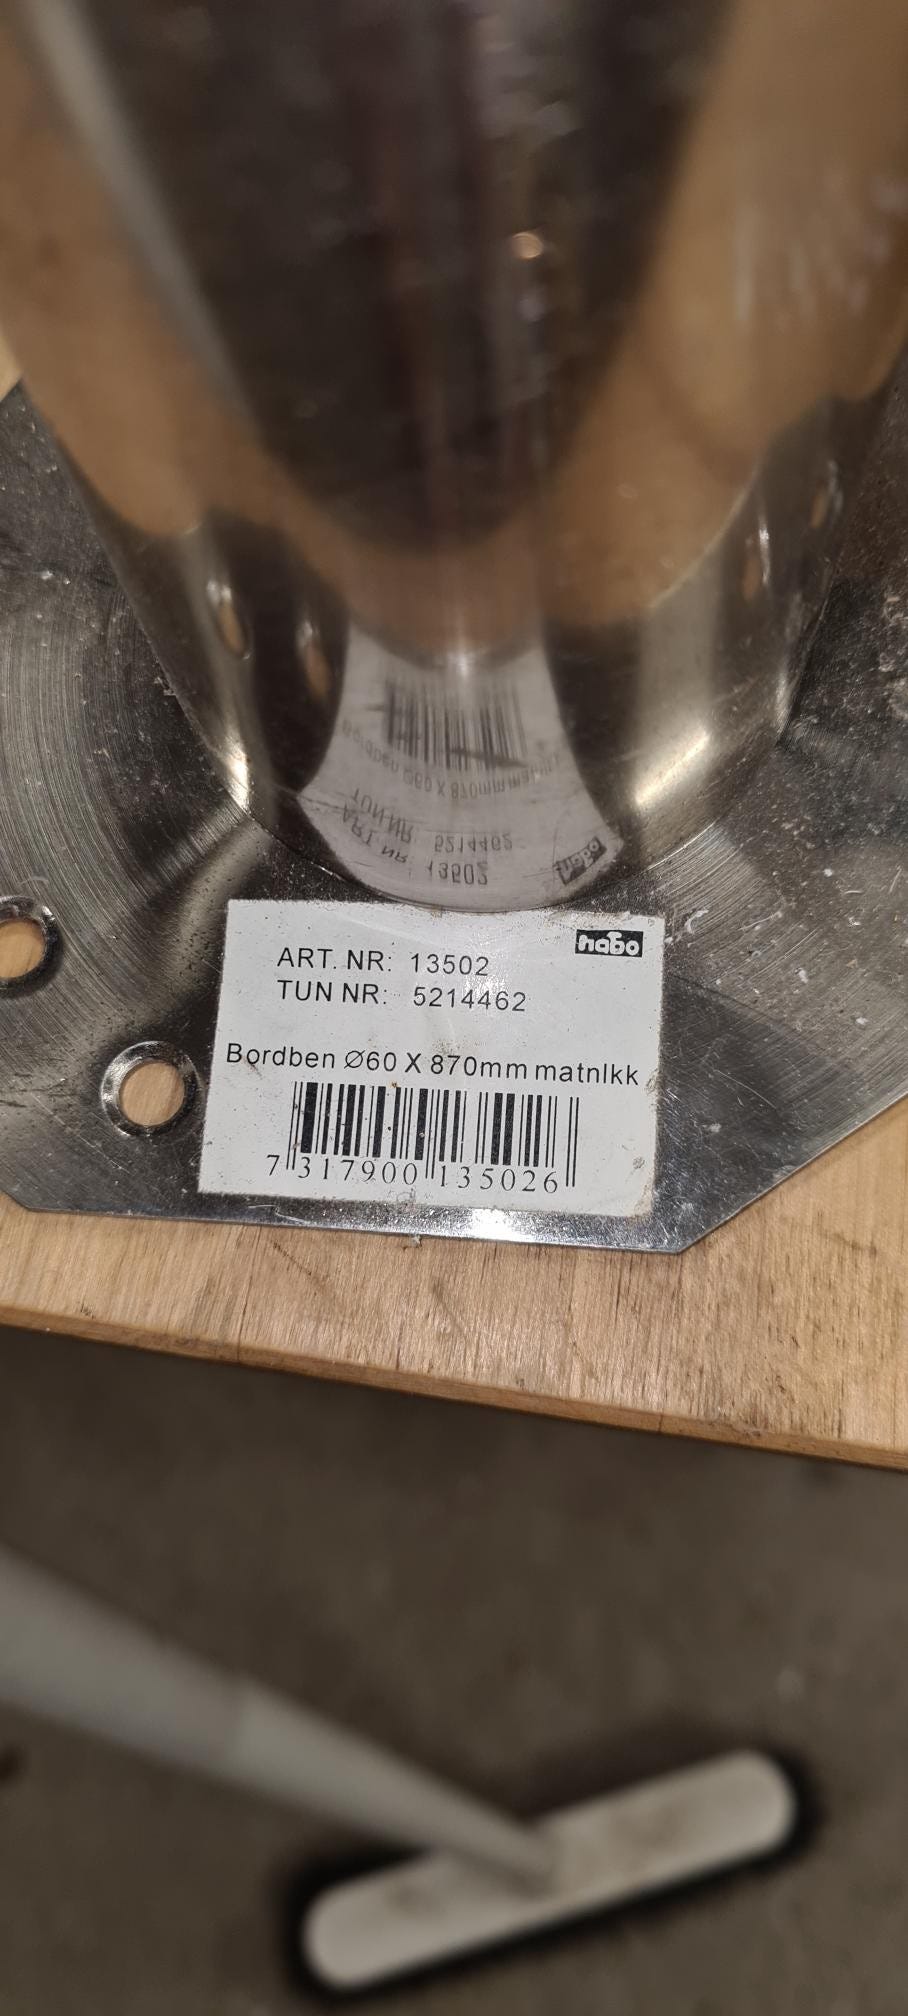 habo
ART. NR: 13502
TUN NR: 5214462
Bordben Ø60 X 870mm matnlkk
7 317900 135026